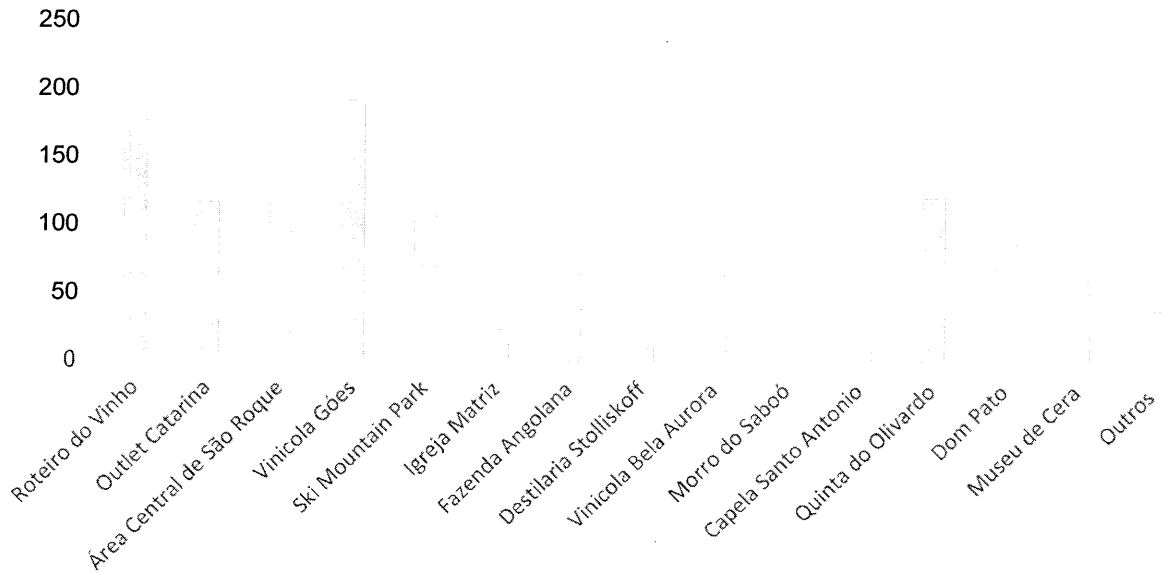 250
200
150
100
50
0
Roteiro do Vinho
Outlet Catarina
Área Central de São Roque
Vinicola Góes
Ski Mountain Park
Igreja Matriz
Fazenda Angolana
Destilaria Stolliskoff
Vinicola Bela Aurora
Morro do Saboó
Capela Santo Antonio
Quinta do Olivardo
Dom Pato
Museu de Cera
Outros